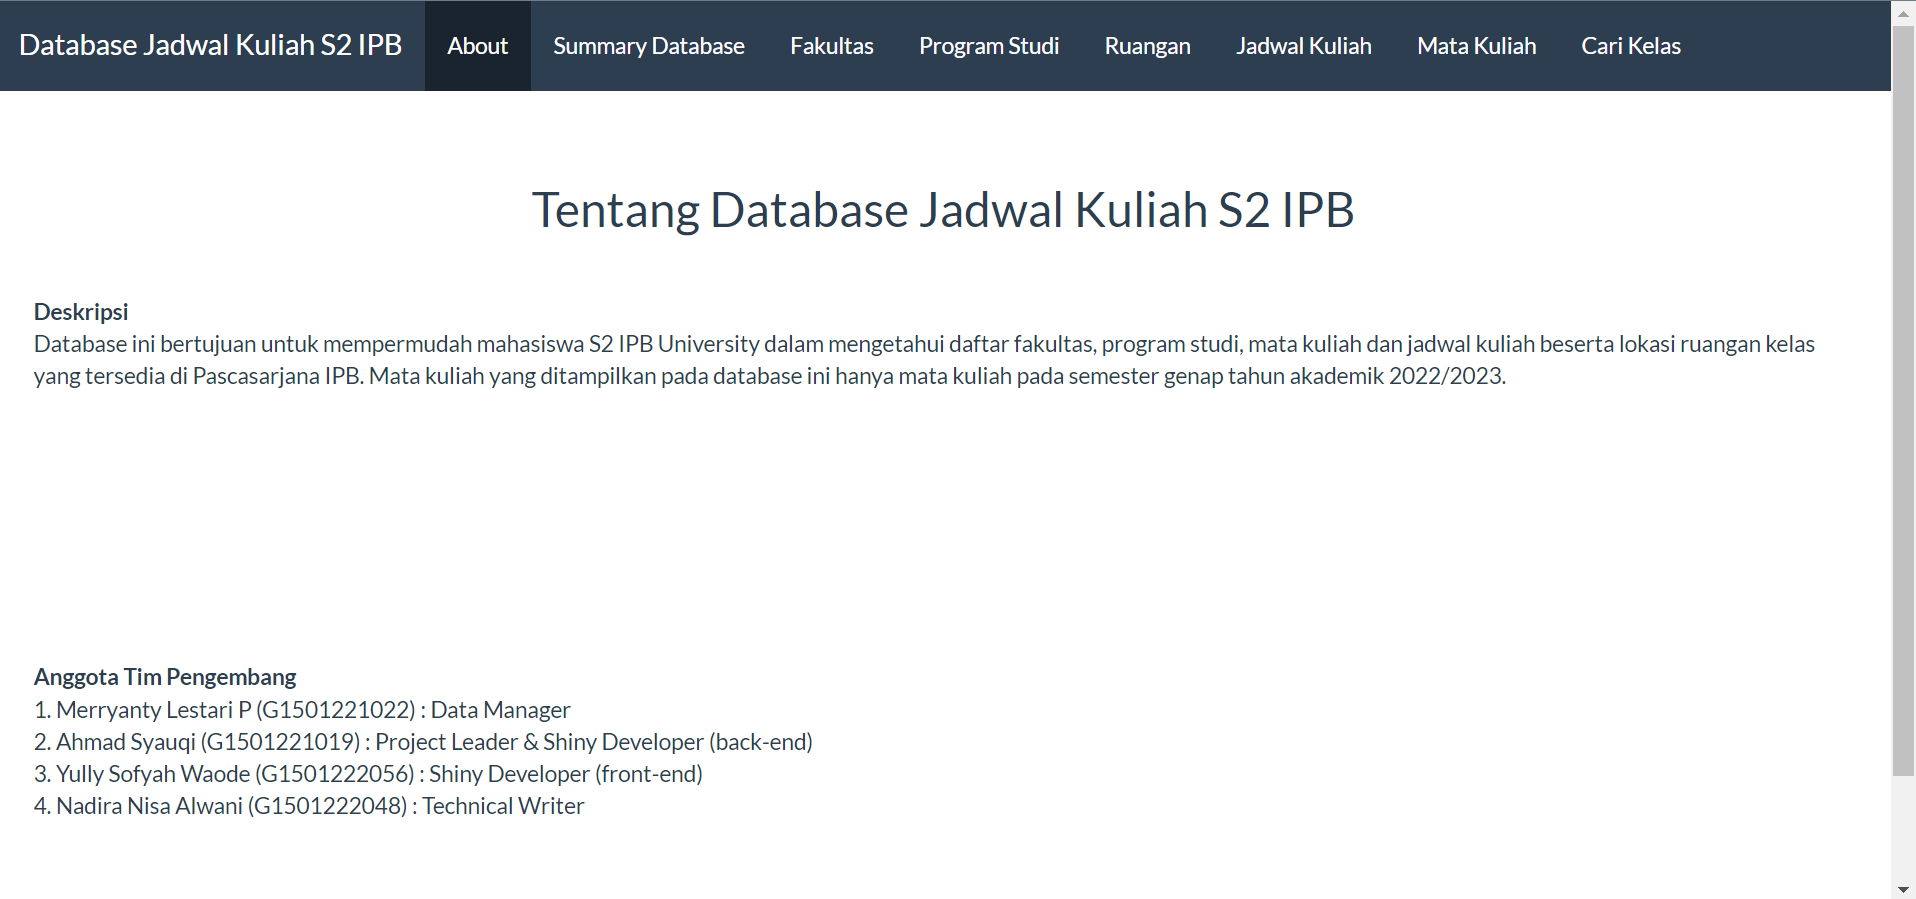 Database Jadwal Kuliah S2 IPB About Summary Database Fakultas Program Studi Ruangan Jadwal Kuliah Mata Kuliah Cari Kelas
Tentang Database Jadwal Kuliah S2 IPB
Deskripsi
Database ini bertujuan untuk mempermudah mahasiswa S2 IPB University dalam mengetahui daftar fakultas, program studi, mata kuliah dan jadwal kuliah beserta lokasi ruangan kelas
yang tersedia di Pascasarjana IPB. Mata kuliah yang ditampilkan pada database ini hanya mata kuliah pada semester genap tahun akademik 2022/2023.
Anggota Tim Pengembang
1. Merryanty Lestari P (G1501221022) : Data Manager
2. Ahmad Syauqi (G1501221019) : Project Leader & Shiny Developer (back-end)
3. Yully Sofyah Waode (G1501222056) : Shiny Developer (front-end)
4. Nadira Nisa Alwani (G1501222048) : Technical Writer